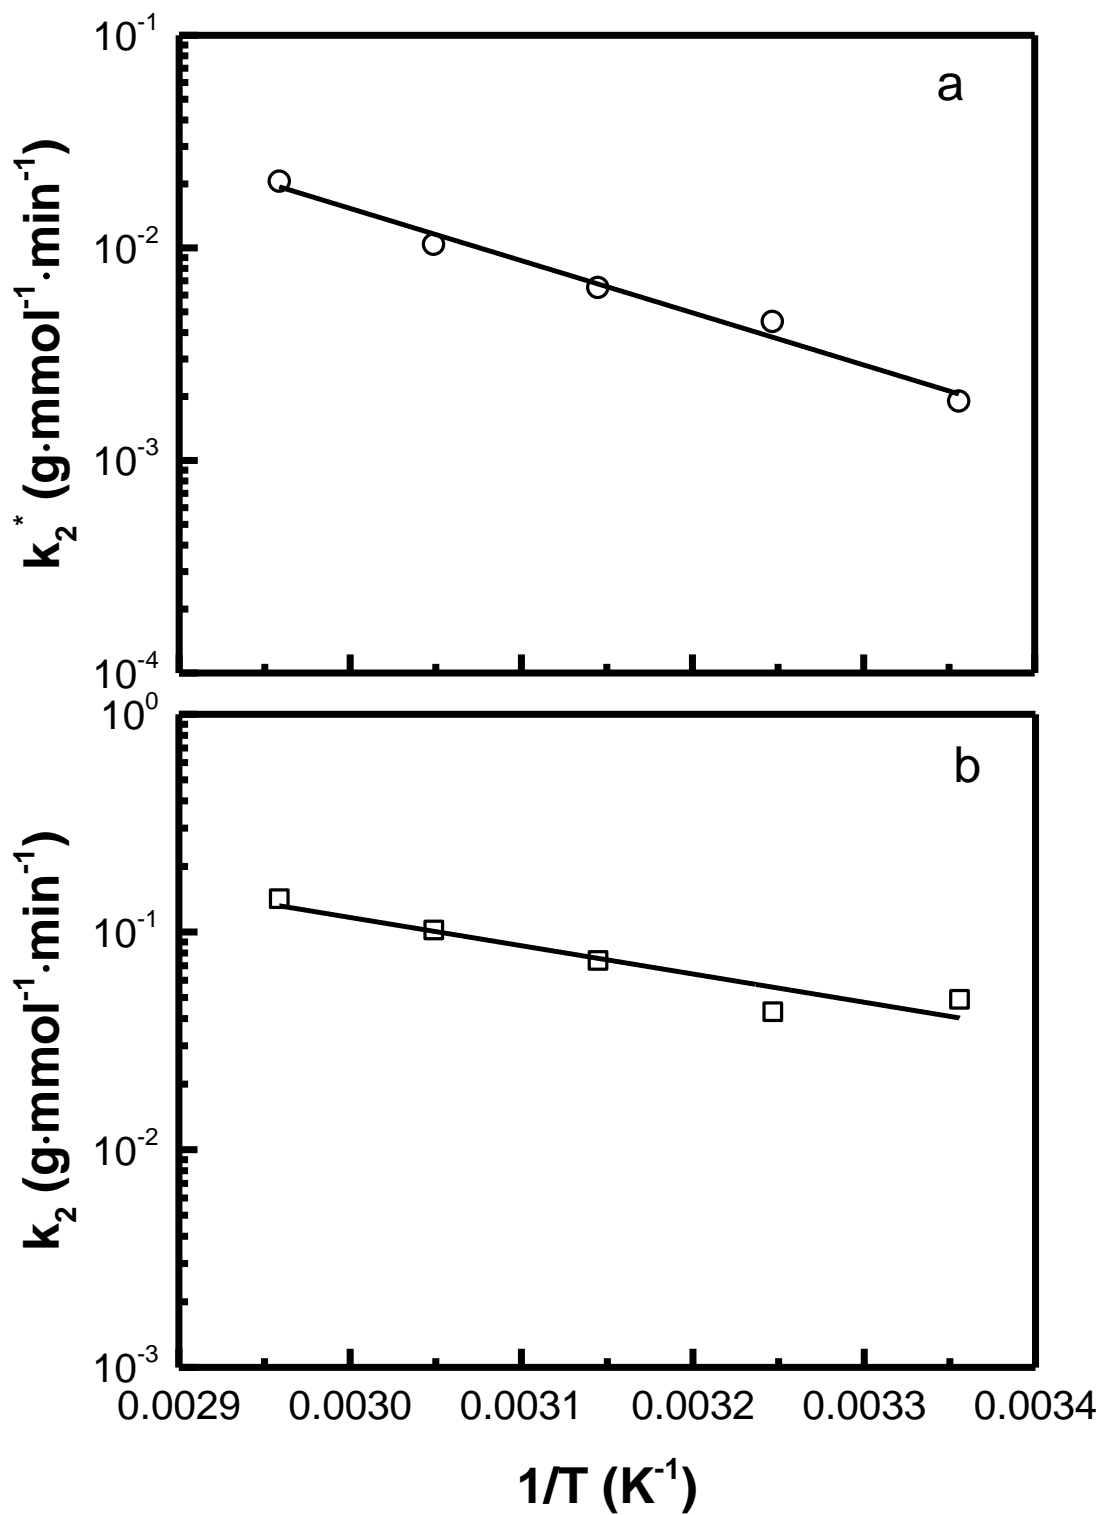 a
10⁻¹
10⁻²
10⁻³
10⁻⁴
k₂* (g·mmol⁻¹·min⁻¹)
b
10⁰
10⁻¹
10⁻²
10⁻³
k₂ (g·mmol⁻¹·min⁻¹)
0.0029 0.0030 0.0031 0.0032 0.0033 0.0034
1/T (K⁻¹)